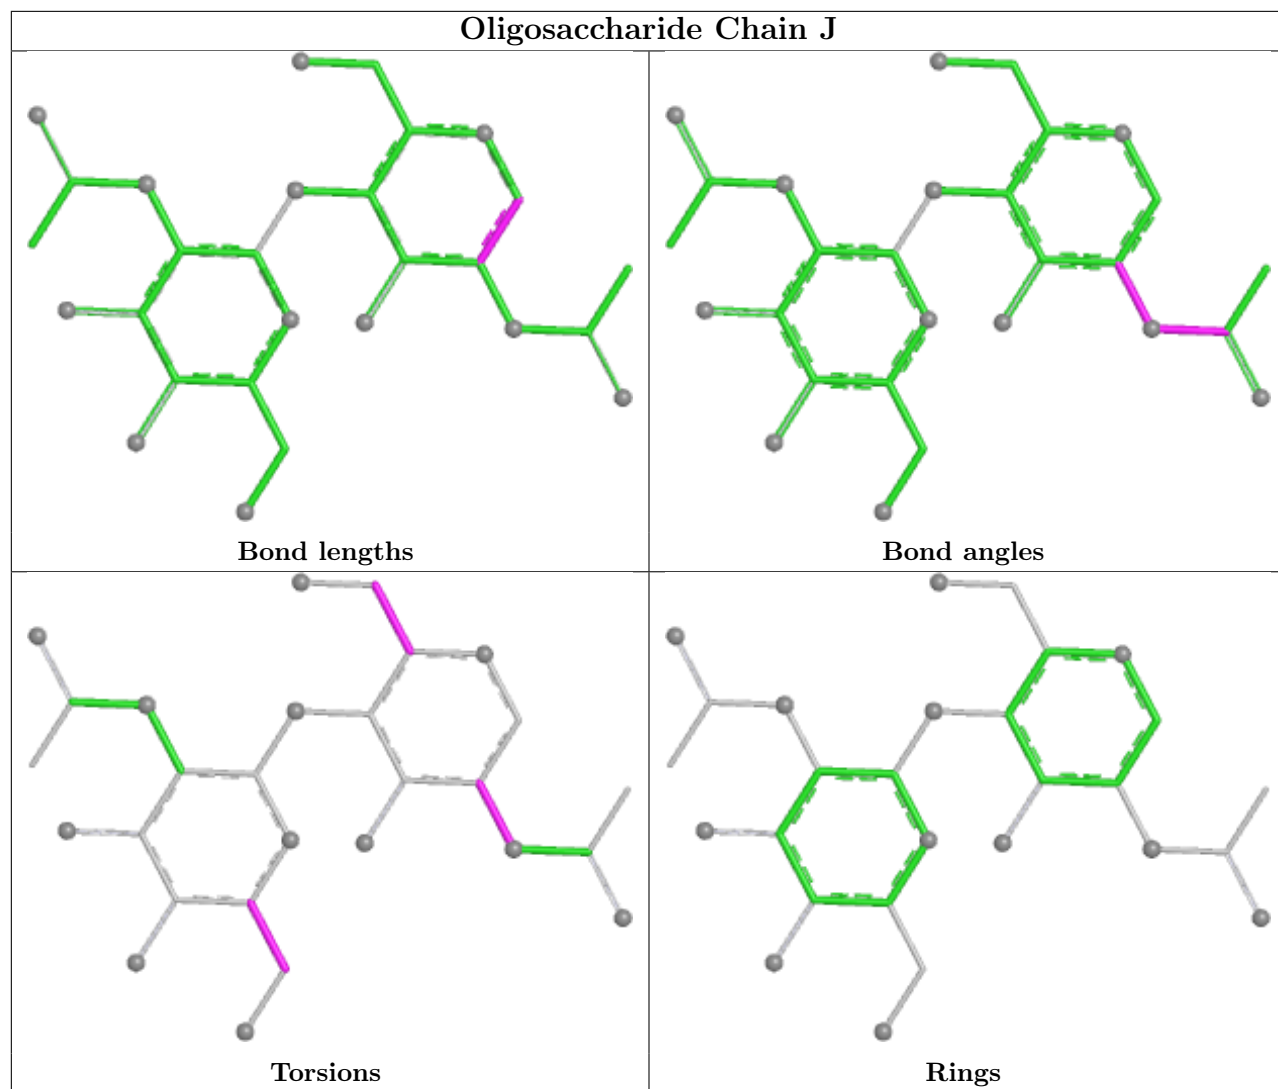 Oligosaccharide Chain J
Bond lengths
Bond angles
Torsions
Rings